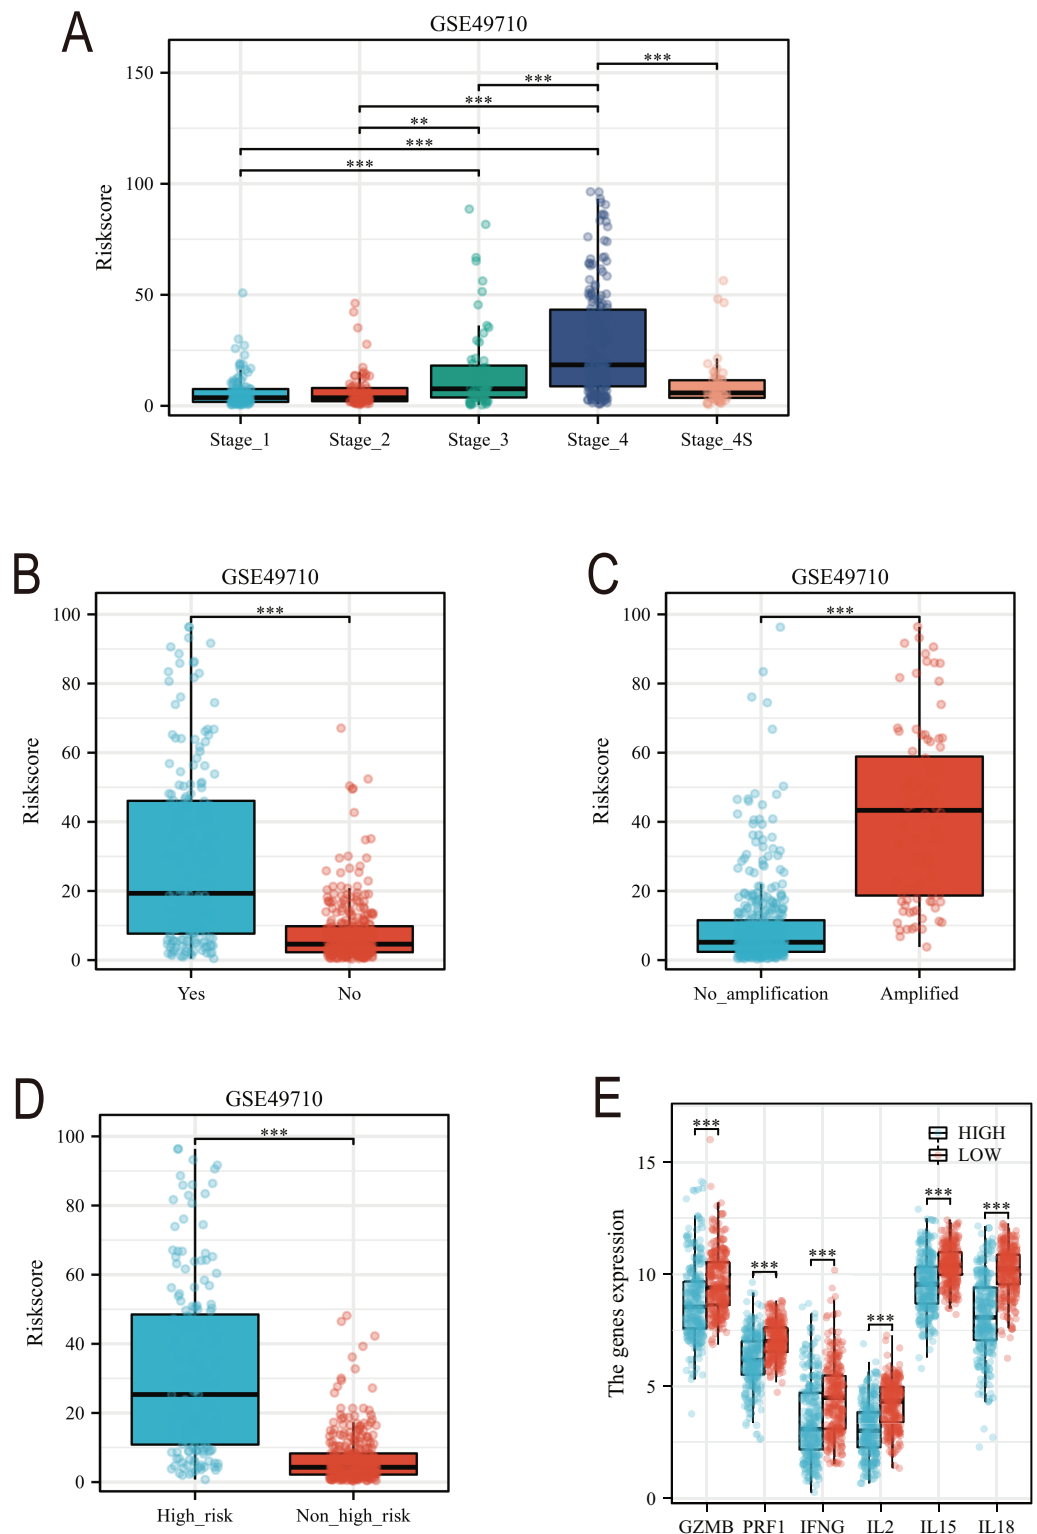 A
GSE49710
150
100
50
0
Riskscore
***
***
***
**
***
***
Stage_1
Stage_2
Stage_3
Stage_4
Stage_4S
B
GSE49710
100
80
60
40
20
0
Riskscore
***
Yes
No
C
GSE49710
100
80
60
40
20
0
Riskscore
***
No_amplification
Amplified
D
GSE49710
100
80
60
40
20
0
Riskscore
***
High_risk
Non_high_risk
E
15
10
5
0
The genes expression
HIGH
LOW
***
***
***
***
***
***
GZMB
PRF1
IFNG
IL2
IL15
IL18